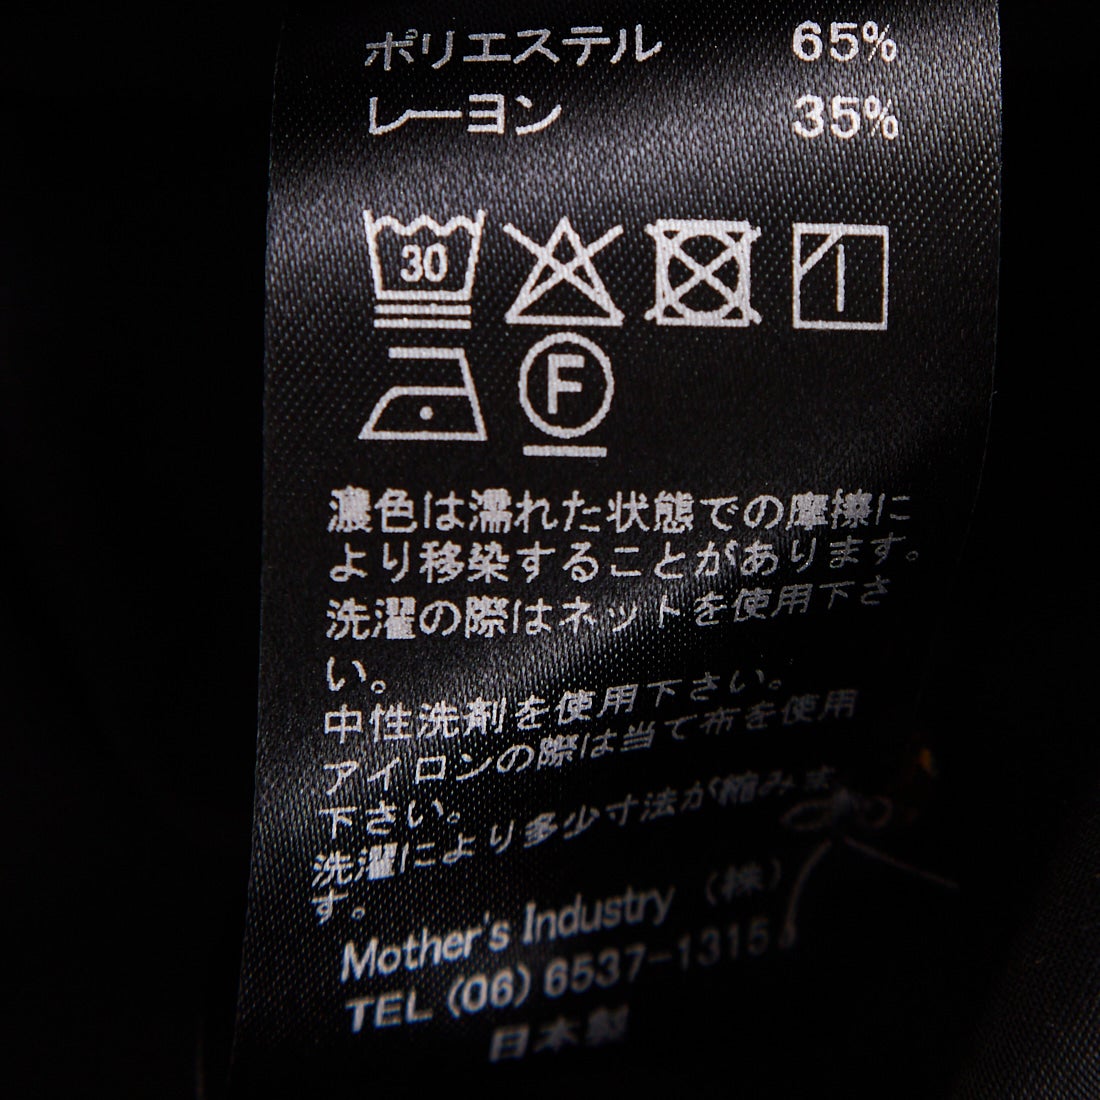 ポリエステル 65%
レーヨン 35%
30
F
濃色は濡れた状態での摩擦に
より移染することがあります。
洗濯の際はネットを使用下さ
い。
中性洗剤を使用下さい。
アイロンの際は当て布を使用
下さい。
洗濯により多少寸法が縮みま
す。
Mother's Industry (株)
TEL (06) 6537-1315
日本製